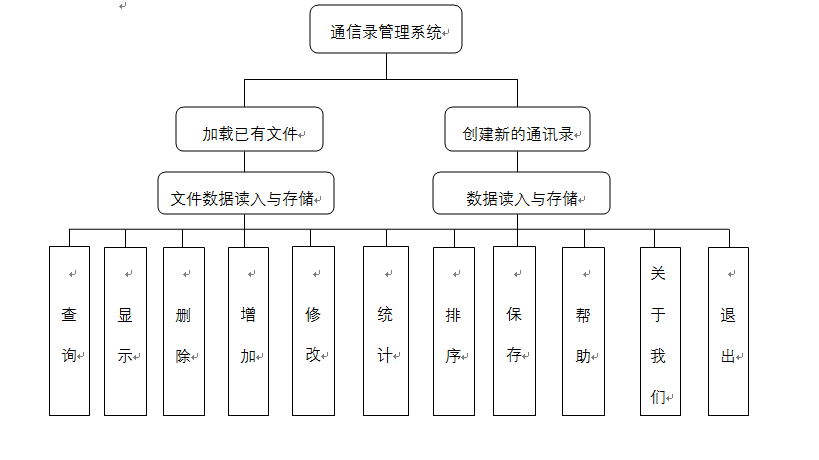 通信录管理系统
加载已有文件
创建新的通讯录
文件数据读入与存储
数据读入与存储
查询
显示
删除
增加
修改
统计
排序
保存
帮助
关于我们
退出